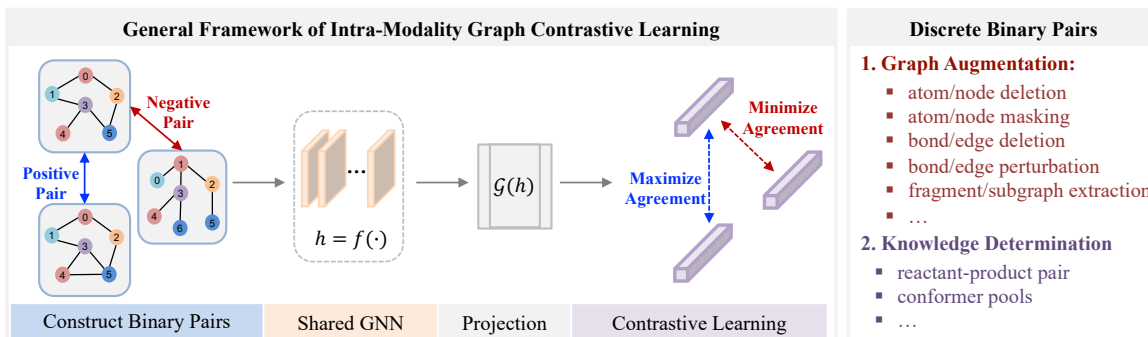 General Framework of Intra-Modality Graph Contrastive Learning
0
1
2
3
4
5
Negative
Pair
Positive
Pair
1
0
2
3
4
5
6
0
1
2
3
4
5
...
h = f(·)
G(h)
Minimize
Agreement
Maximize
Agreement
Construct Binary Pairs
Shared GNN
Projection
Contrastive Learning
Discrete Binary Pairs
1. Graph Augmentation:
▪ atom/node deletion
▪ atom/node masking
▪ bond/edge deletion
▪ bond/edge perturbation
▪ fragment/subgraph extraction
▪ …
2. Knowledge Determination
▪ reactant-product pair
▪ conformer pools
▪ …